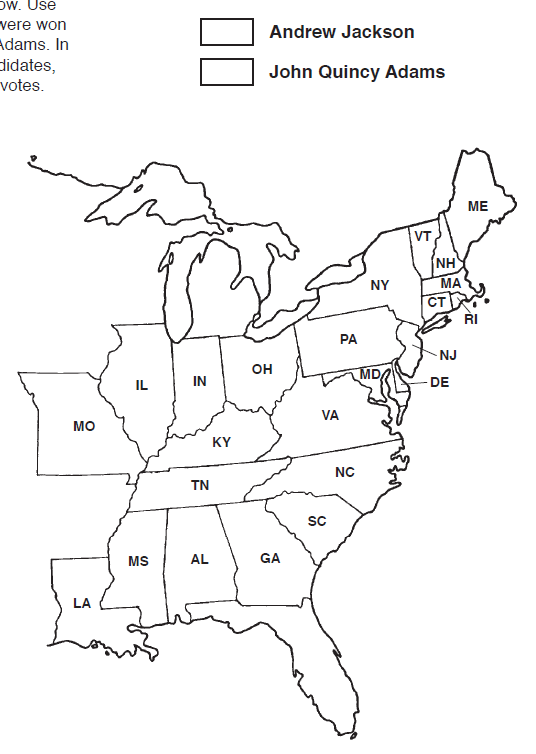 ow. Use
were won
Adams. In
didates,
votes.
Andrew Jackson
John Quincy Adams
ME
VT
NH
MA
NY
CT
RI
PA
NJ
OH
MD
DE
IL
IN
VA
MO
KY
NC
TN
SC
MS
AL
GA
LA